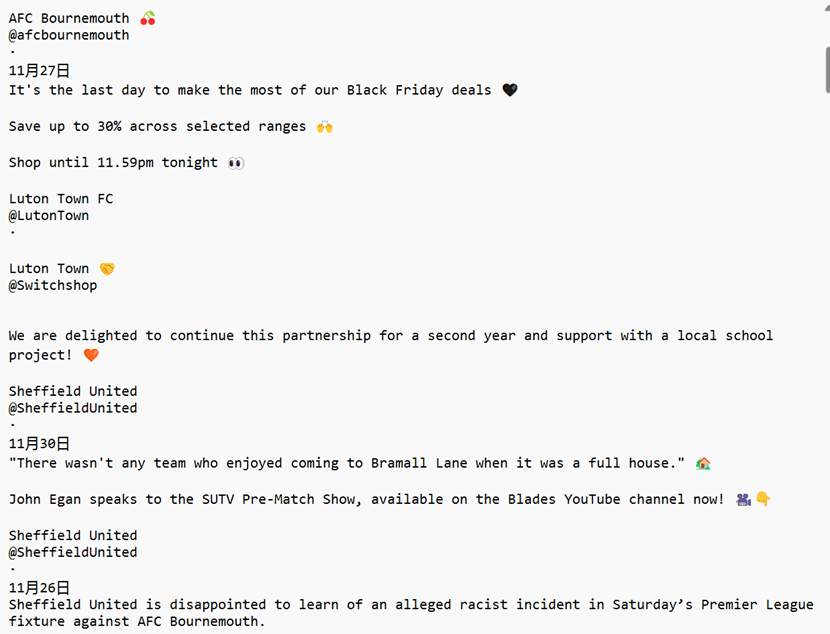 AFC Bournemouth 🍒
@afcbournemouth
·
11月27日
It's the last day to make the most of our Black Friday deals 🖤
Save up to 30% across selected ranges 🙌
Shop until 11.59pm tonight 👀
Luton Town FC
@LutonTown
·
Luton Town 🤝
@Switchshop
We are delighted to continue this partnership for a second year and support with a local school
project! 🧡
Sheffield United
@SheffieldUnited
·
11月30日
"There wasn't any team who enjoyed coming to Bramall Lane when it was a full house." 🏠
John Egan speaks to the SUTV Pre-Match Show, available on the Blades YouTube channel now! 🎥👇
Sheffield United
@SheffieldUnited
·
11月26日
Sheffield United is disappointed to learn of an alleged racist incident in Saturday’s Premier League
fixture against AFC Bournemouth.